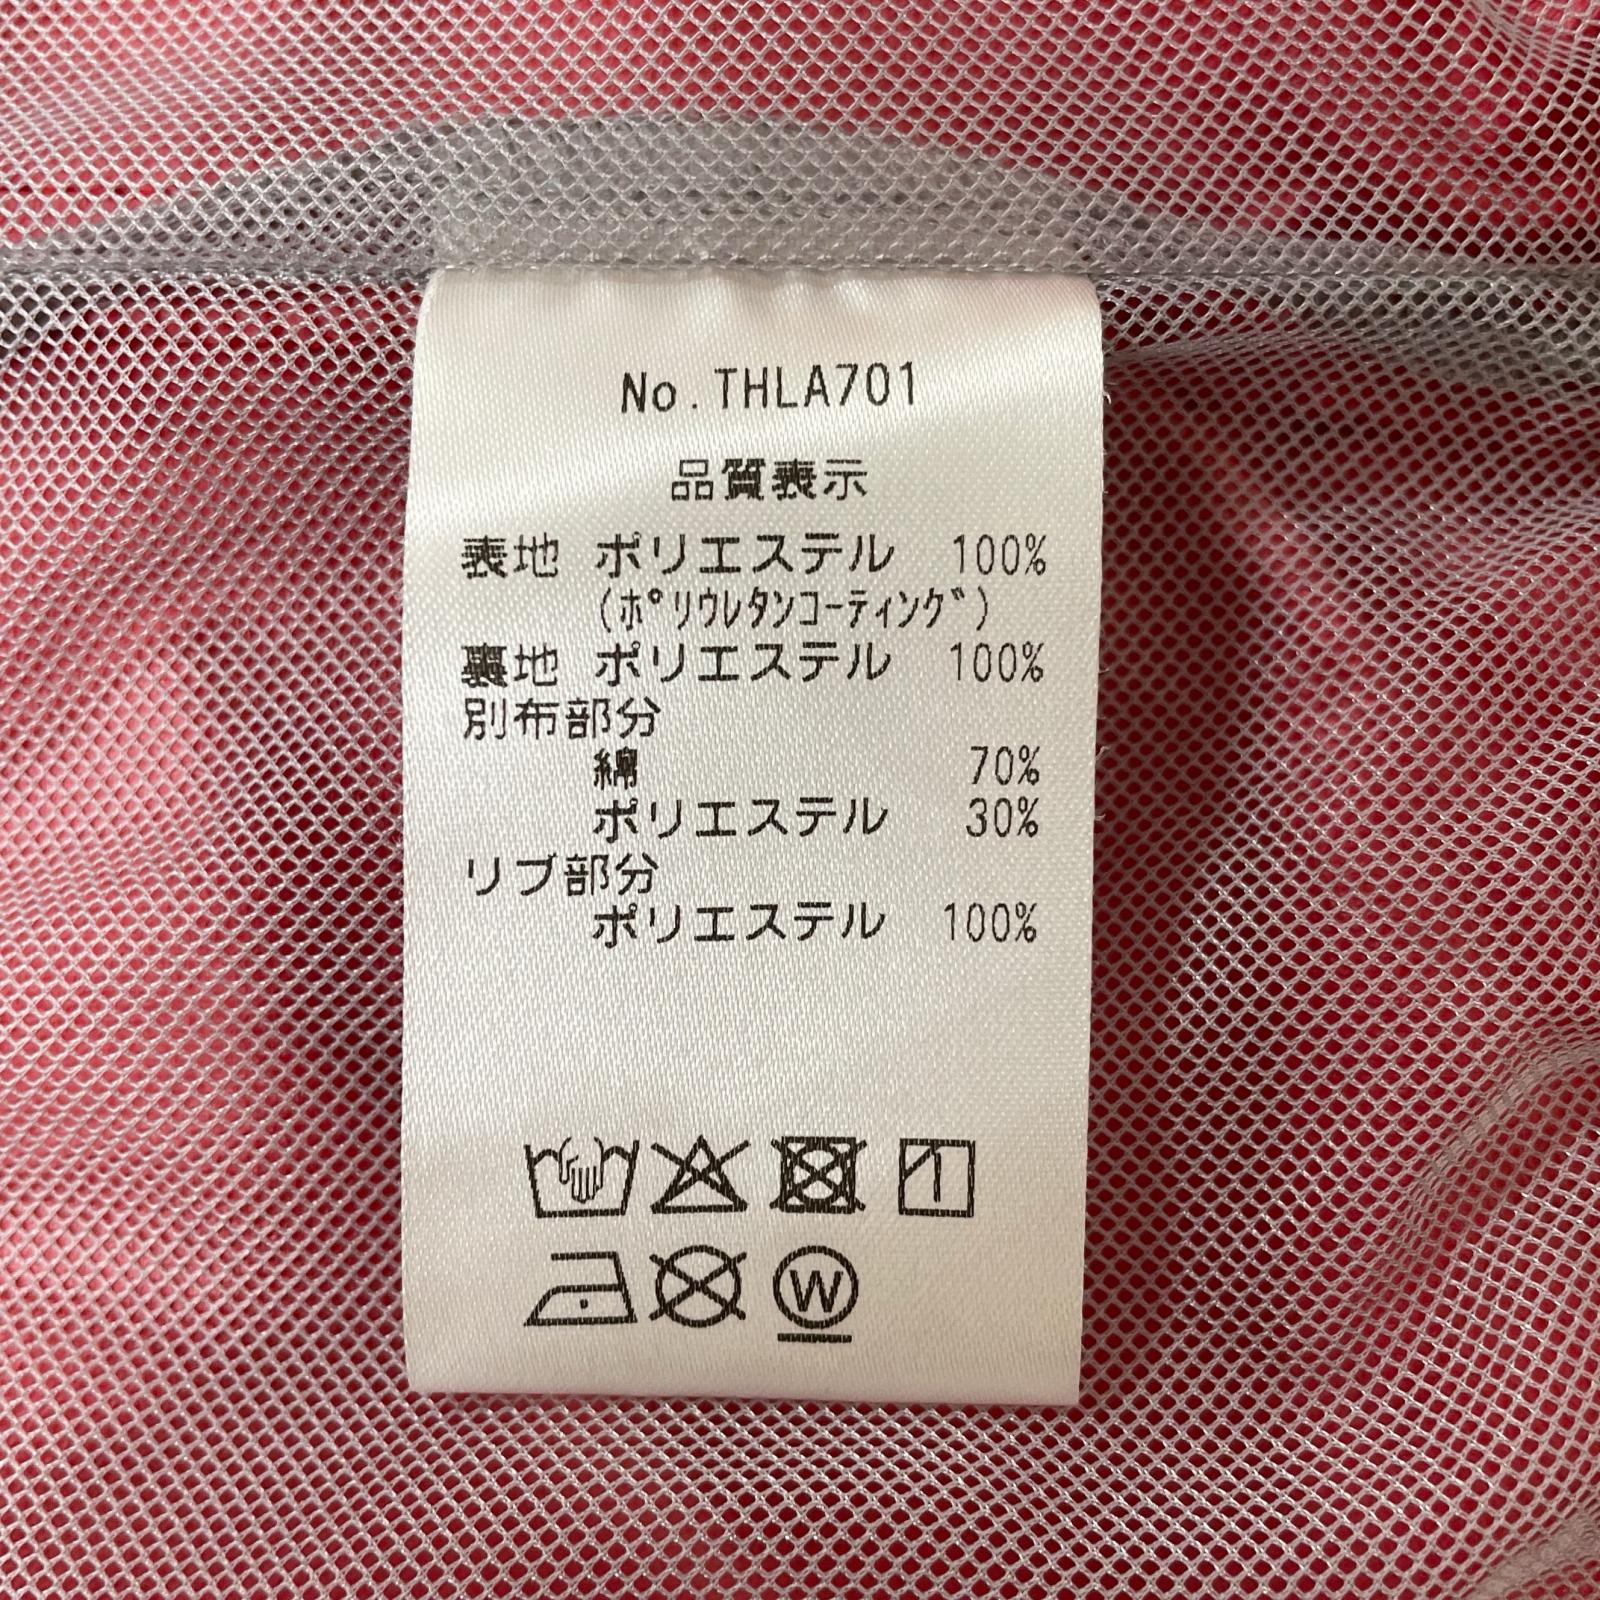 No.THLA701
品質表示
表地 ポリエステル 100%
(ポリウレタンコーティング)
裏地 ポリエステル 100%
別布部分
綿 70%
ポリエステル 30%
リブ部分
ポリエステル 100%
W